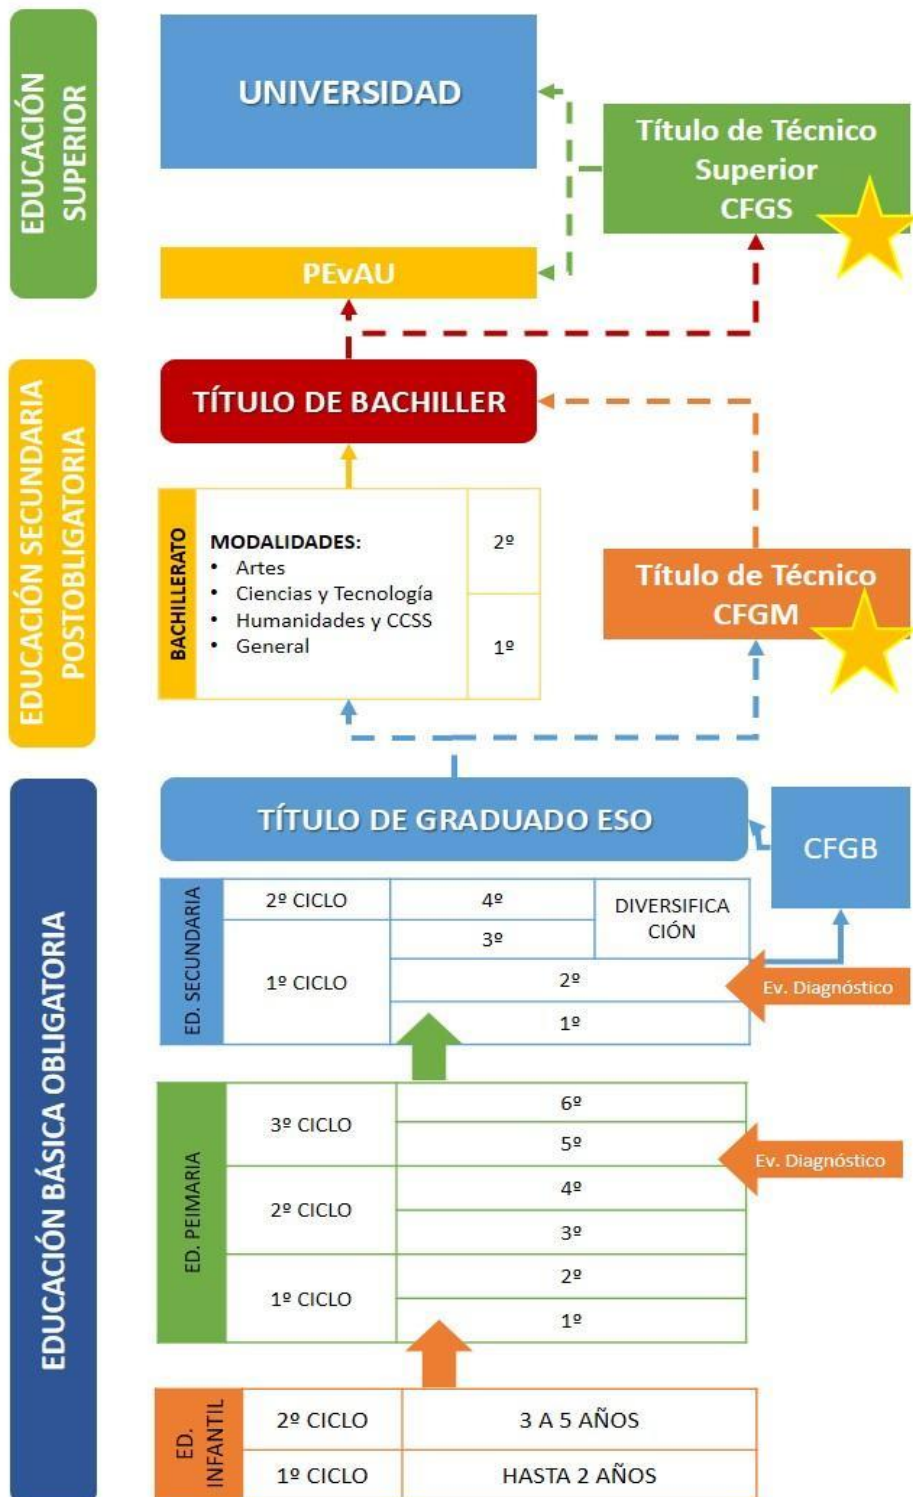 EDUCACIÓN
SUPERIOR
UNIVERSIDAD
Título de Técnico
Superior
CFGS
PEvAU
EDUCACIÓN SECUNDARIA
POSTOBLIGATORIA
TÍTULO DE BACHILLER
BACHILLERATO
MODALIDADES:
• Artes
• Ciencias y Tecnología
• Humanidades y CCSS
• General
2º
1º
Título de Técnico
CFGM
EDUCACIÓN BÁSICA OBLIGATORIA
TÍTULO DE GRADUADO ESO
CFGB
ED. SECUNDARIA
2º CICLO
4º
DIVERSIFICA
CIÓN
3º
1º CICLO
2º
Ev. Diagnóstico
1º
ED. PEIMARIA
3º CICLO
6º
5º
Ev. Diagnóstico
2º CICLO
4º
3º
1º CICLO
2º
1º
ED.
INFANTIL
2º CICLO
3 A 5 AÑOS
1º CICLO
HASTA 2 AÑOS